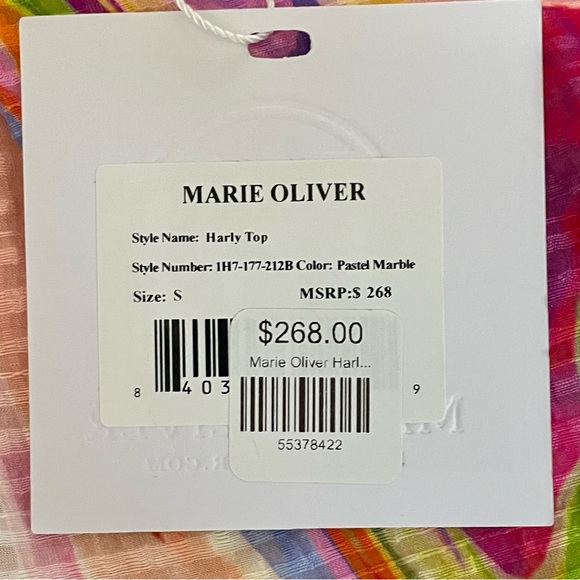 MARIE OLIVER
Style Name: Harly Top
Style Number: 1H7-177-212B Color: Pastel Marble
Size: S MSRP:$ 268
$268.00
Marie Oliver Harl...
8 403 9
55378422